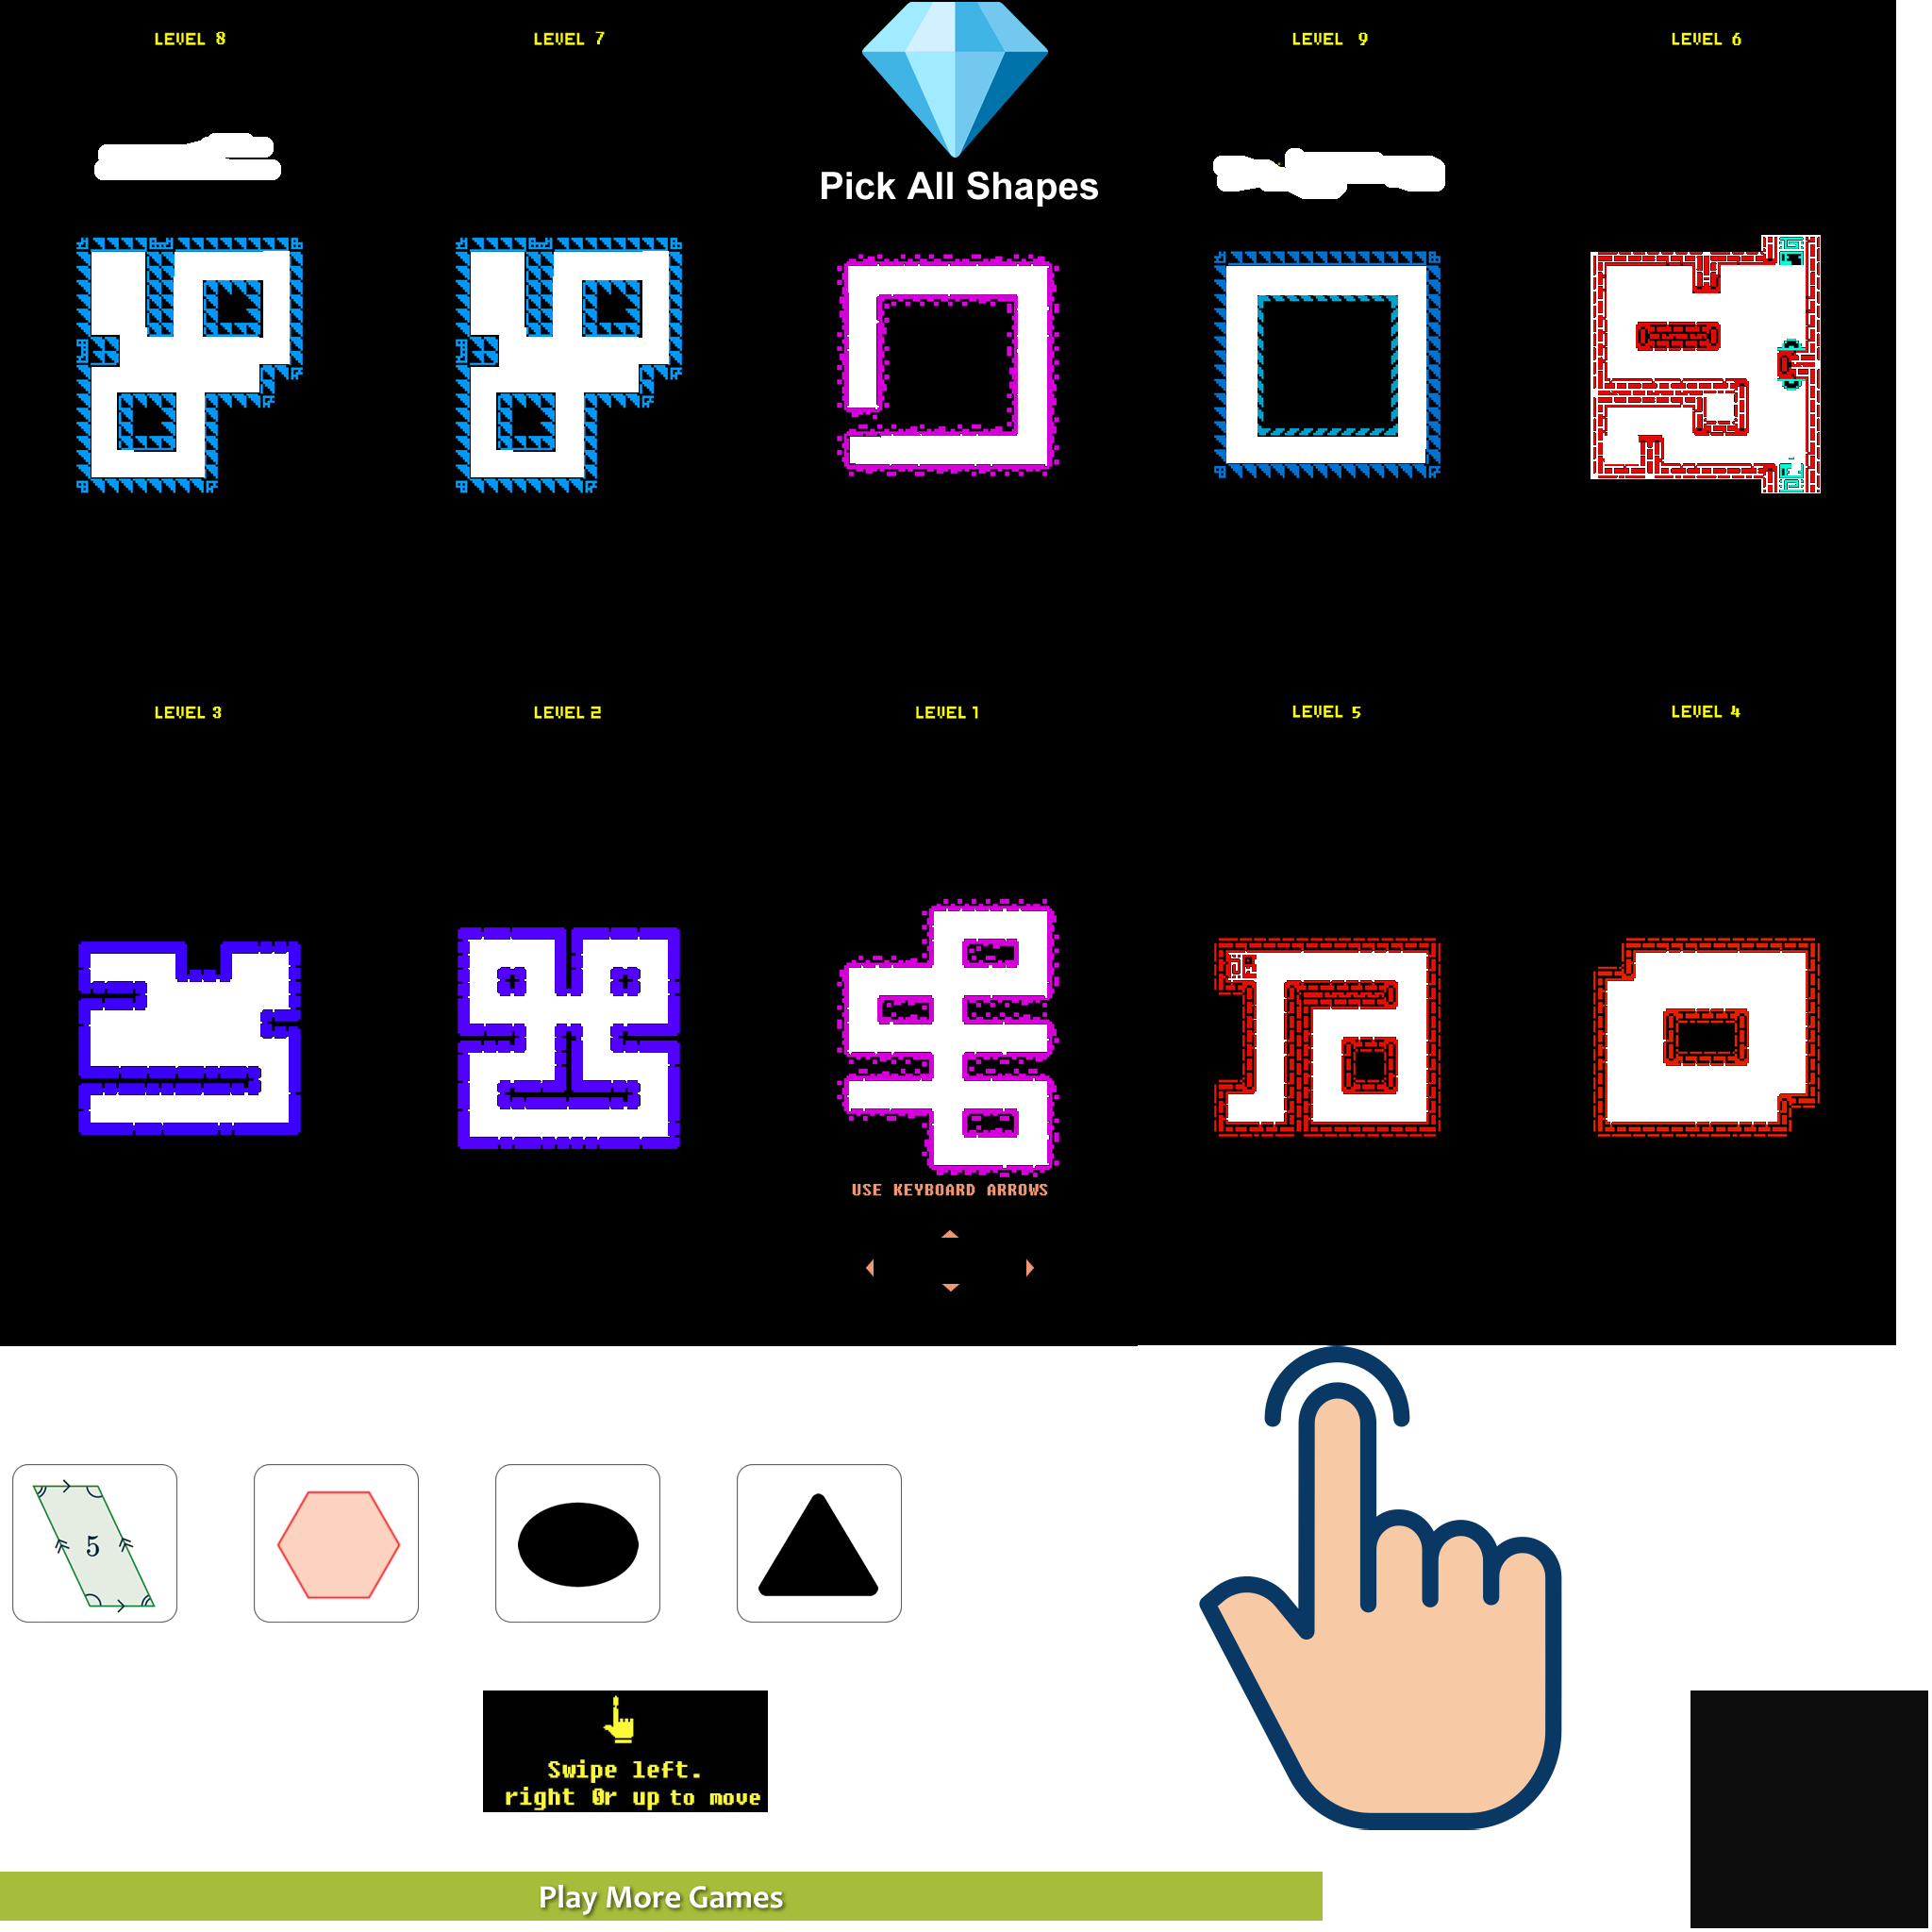 LEVEL 8
LEVEL 7
LEVEL 9
LEVEL 6
Pick All Shapes
LEVEL 3
LEVEL 2
LEVEL 1
LEVEL 5
LEVEL 4
USE KEYBOARD ARROWS
5
Swipe left.
right Or up to move
Play More Games